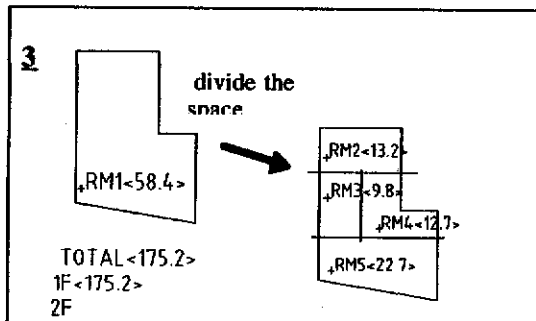 3
divide the
space
+RM1<58.4>
TOTAL<175.2>
1F<175.2>
2F
+RM2<13.2>
+RM3<9.8>
+RM4<12.7>
+RM5<22.7>